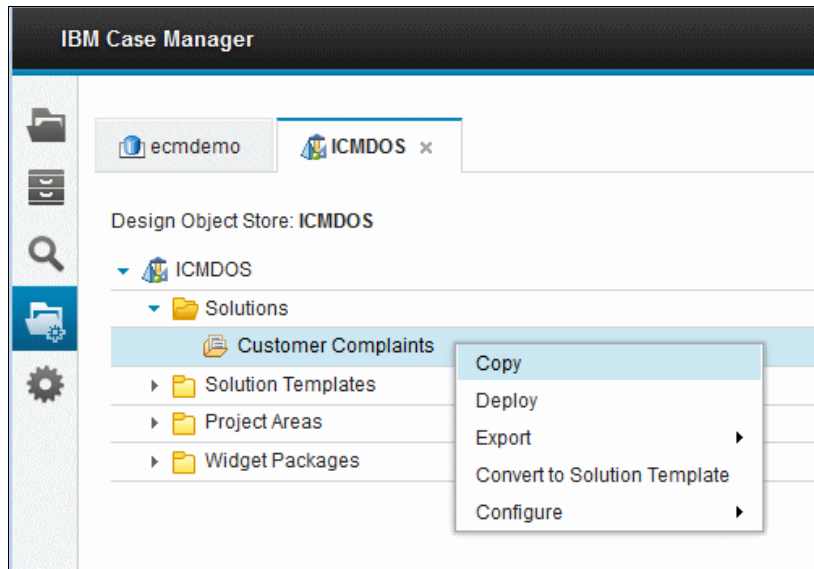 IBM Case Manager
ecmdemo
ICMDOS
Design Object Store: ICMDOS
ICMDOS
Solutions
Customer Complaints
Solution Templates
Project Areas
Widget Packages
Copy
Deploy
Export
Convert to Solution Template
Configure